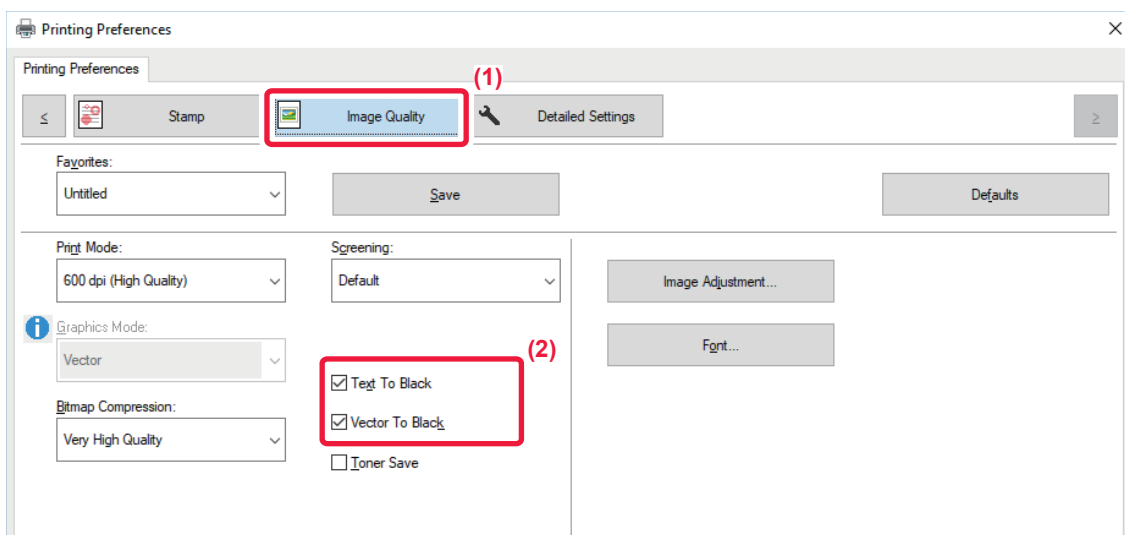 Printing Preferences
Printing Preferences
(1)
< Stamp Image Quality Detailed Settings >
Favorites:
Untitled Save Defaults
Print Mode: Screening:
600 dpi (High Quality) Default Image Adjustment...
Graphics Mode:
Vector (2) Font...
Text To Black
Bitmap Compression:
Vector To Black
Very High Quality
Toner Save